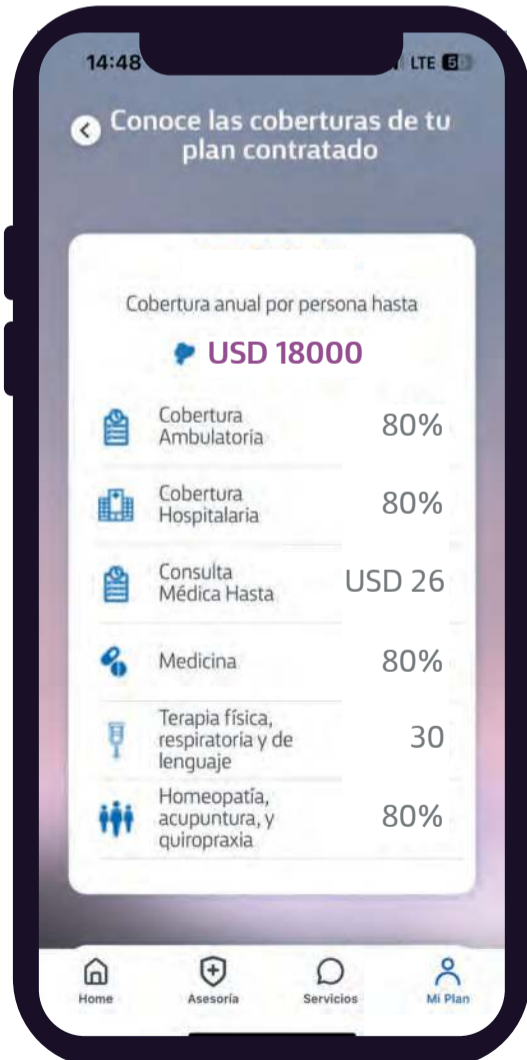 14:48
LTE 5
Conoce las coberturas de tu
plan contratado
Cobertura anual por persona hasta
USD 18000
Cobertura
Ambulatoria
80%
Cobertura
Hospitalaria
80%
Consulta
Médica Hasta
USD 26
Medicina
80%
Terapia física,
respiratoria y de
lenguaje
30
Homeopatía,
acupuntura, y
quiropraxia
80%
Home
Asesoría
Servicios
Mi Plan